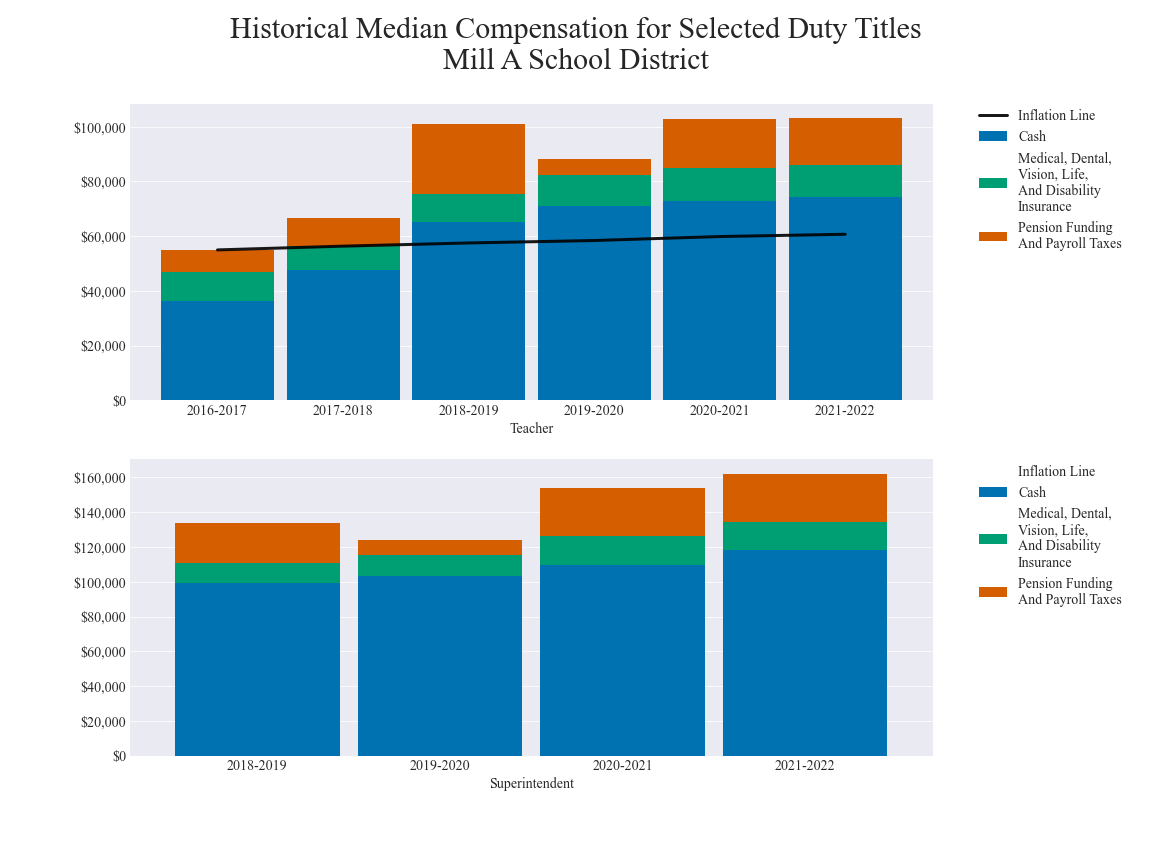 Historical Median Compensation for Selected Duty Titles
Mill A School District
$100,000
$80,000
$60,000
$40,000
$20,000
$0
2016-2017
2017-2018
2018-2019
2019-2020
2020-2021
2021-2022
Teacher
Inflation Line
Cash
Medical, Dental,
Vision, Life,
And Disability
Insurance
Pension Funding
And Payroll Taxes
$160,000
$140,000
$120,000
$100,000
$80,000
$60,000
$40,000
$20,000
$0
2018-2019
2019-2020
2020-2021
2021-2022
Superintendent
Inflation Line
Cash
Medical, Dental,
Vision, Life,
And Disability
Insurance
Pension Funding
And Payroll Taxes